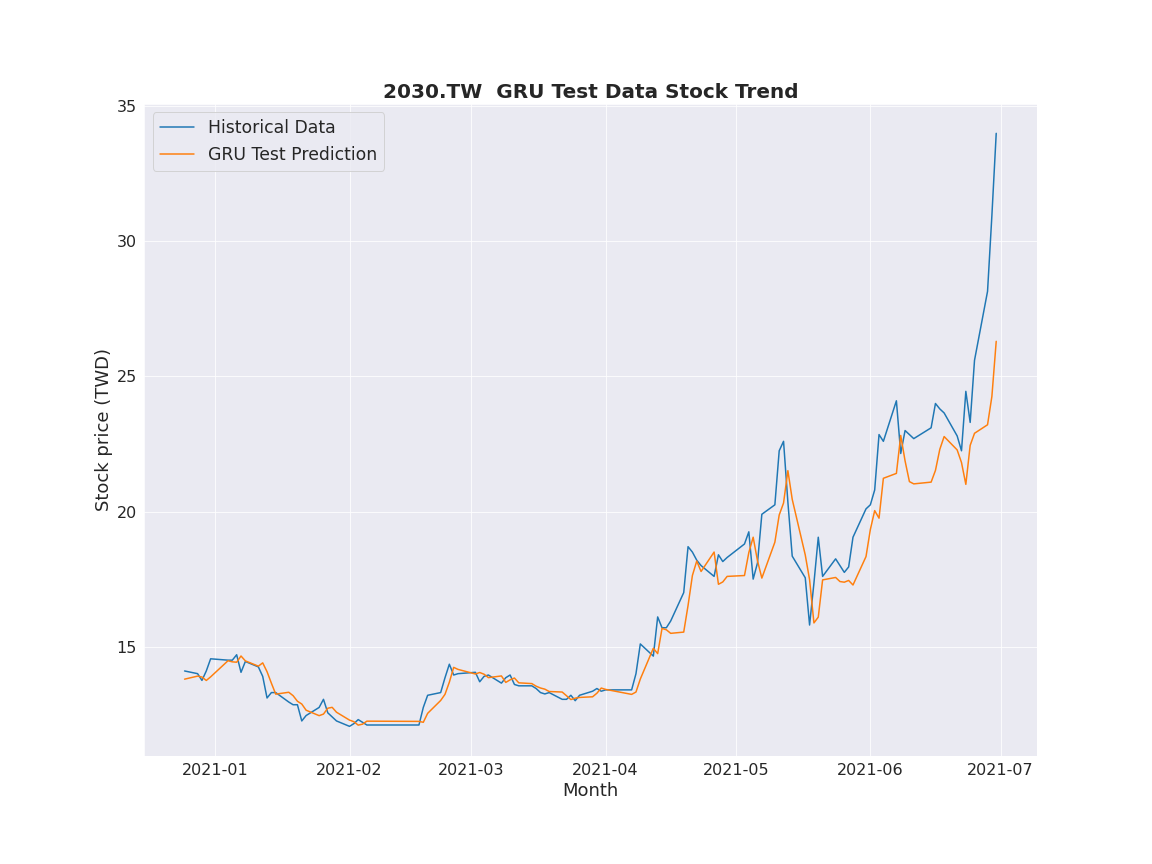 2030.TW  GRU Test Data Stock Trend
Historical Data
GRU Test Prediction
35
30
25
20
15
Stock price (TWD)
2021-01 2021-02 2021-03 2021-04 2021-05 2021-06 2021-07
Month